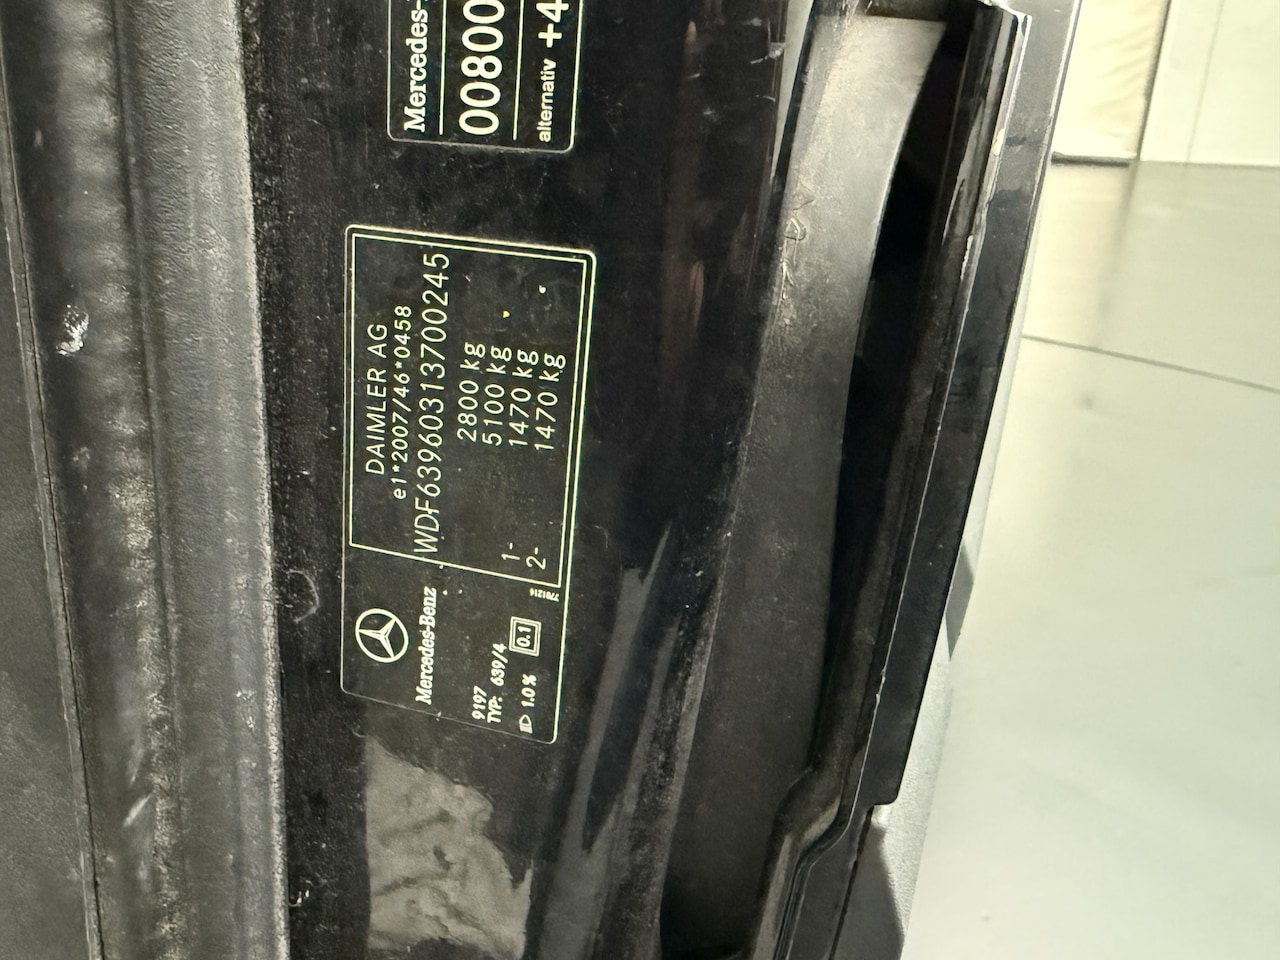 Mercedes-
00800
alternativ +4
DAIMLER AG
e1*2007/46*0458
WDF63960313700245
2800 kg
5100 kg
1- 1470 kg
2- 1470 kg
Mercedes-Benz
9197
TYP: 639/4
1.0% 0.1
701214